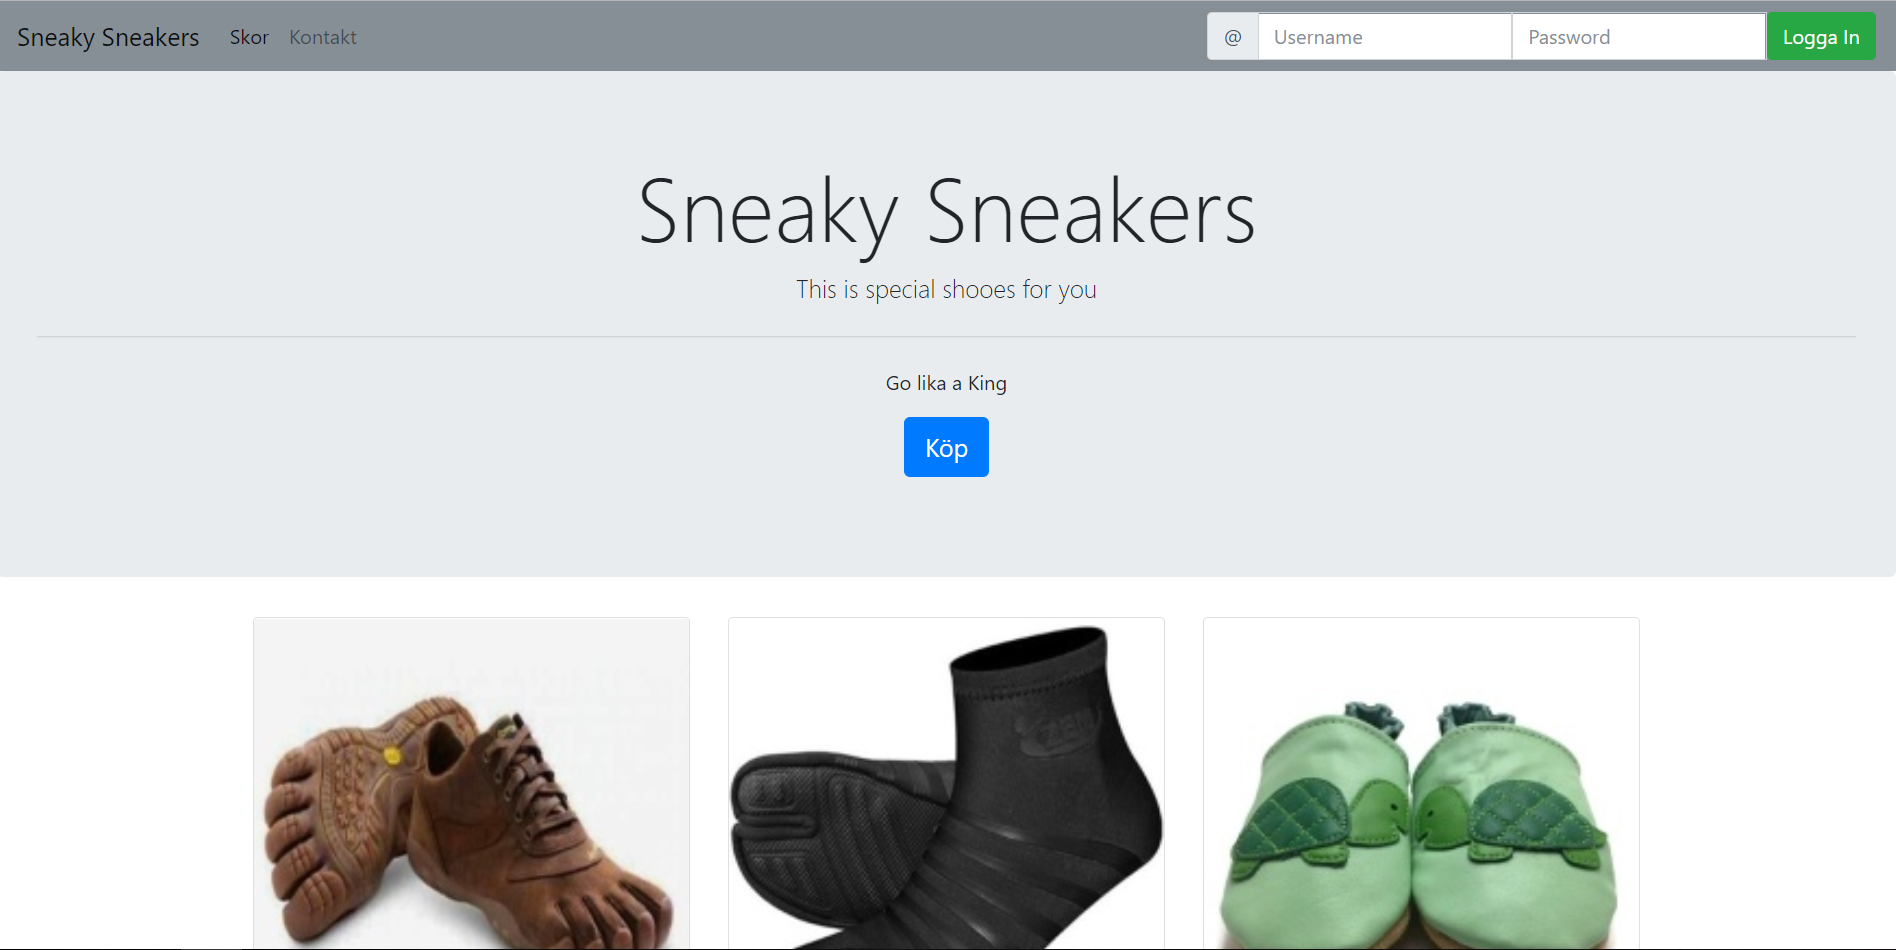 Sneaky Sneakers Skor Kontakt @ Username Password Logga In
Sneaky Sneakers
This is special shooes for you
Go lika a King
Köp